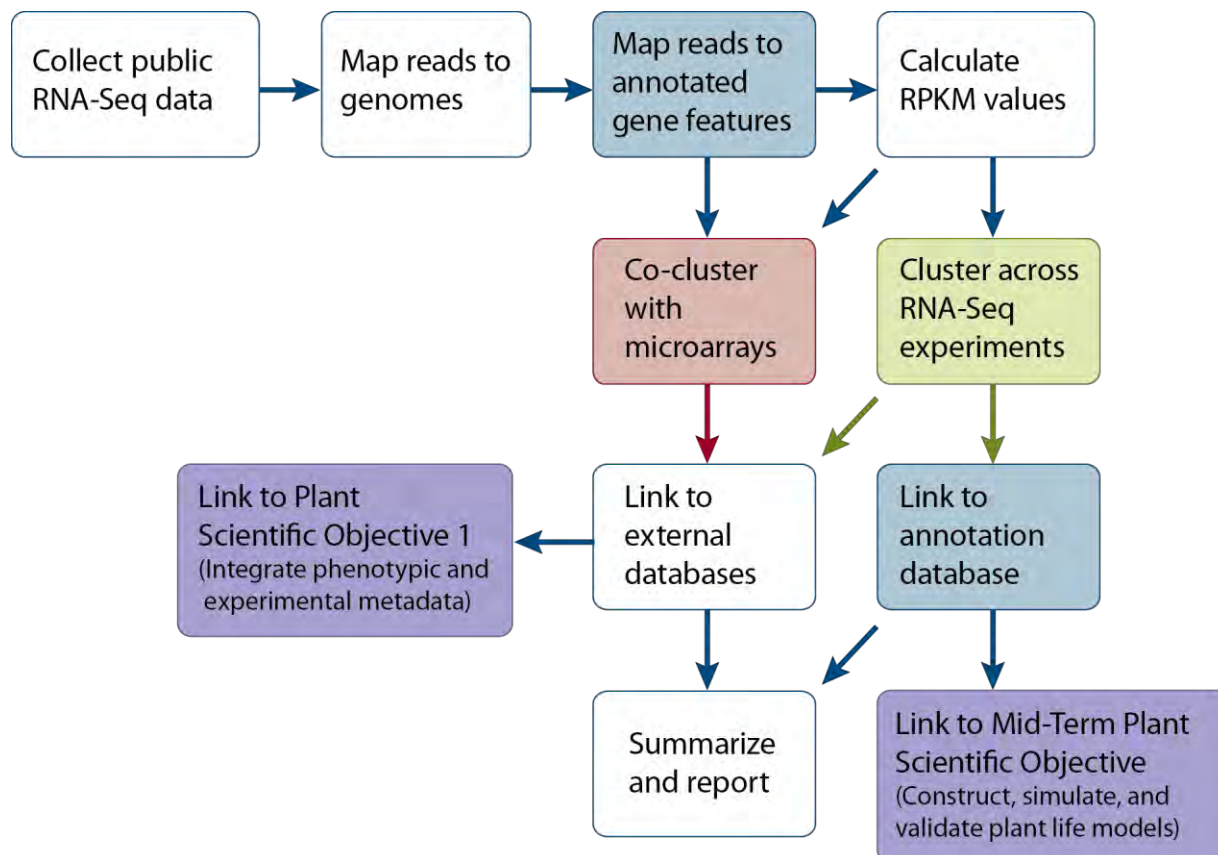 Collect public
RNA-Seq data
Map reads to
genomes
Map reads to
annotated
gene features
Calculate
RPKM values
Co-cluster
with
microarrays
Cluster across
RNA-Seq
experiments
Link to Plant
Scientific Objective 1
(Integrate phenotypic and
experimental metadata)
Link to
external
databases
Link to
annotation
database
Summarize
and report
Link to Mid-Term Plant
Scientific Objective
(Construct, simulate, and
validate plant life models)